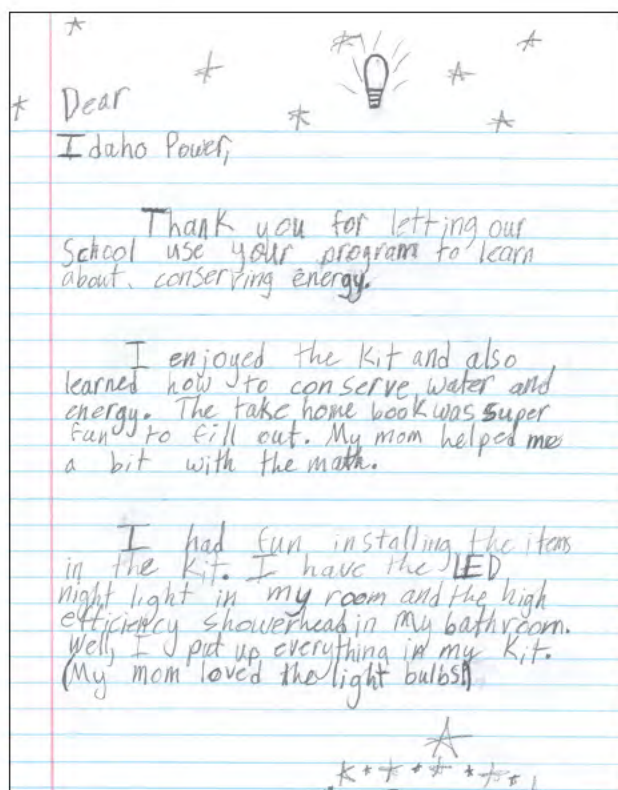 Dear
Idaho Power,
Thank you for letting our
School use your program to learn
about. conserving energy.
I enjoyed the Kit and also
learned how to conserve water and
energy. The take home book was super
fun to fill out. My mom helped me
a bit with the math.
I had fun installing the items
in the Kit. I have the LED
night light in my room and the high
efficiency showerhead in my bathroom.
Well, I put up everything in my Kit.
(My mom loved the light bulbs!)